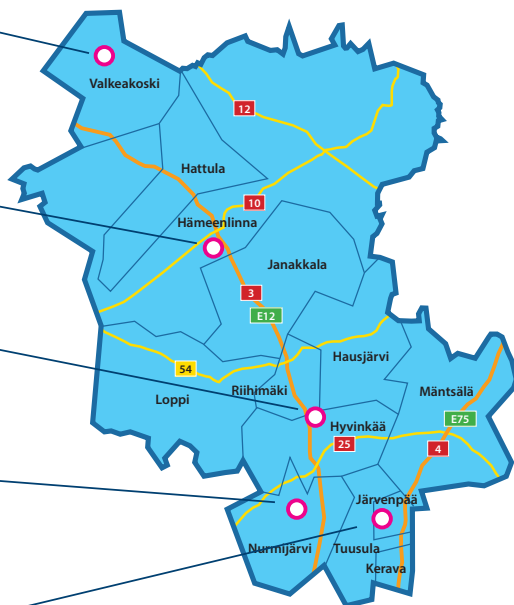 Valkeakoski
12
Hattula
10
Hämeenlinna
Janakkala
3
E12
Hausjärvi
54
Riihimäki
Mäntsälä
Loppi
E75
Hyvinkää
25
4
Järvenpää
Nurmijärvi
Tuusula
Kerava